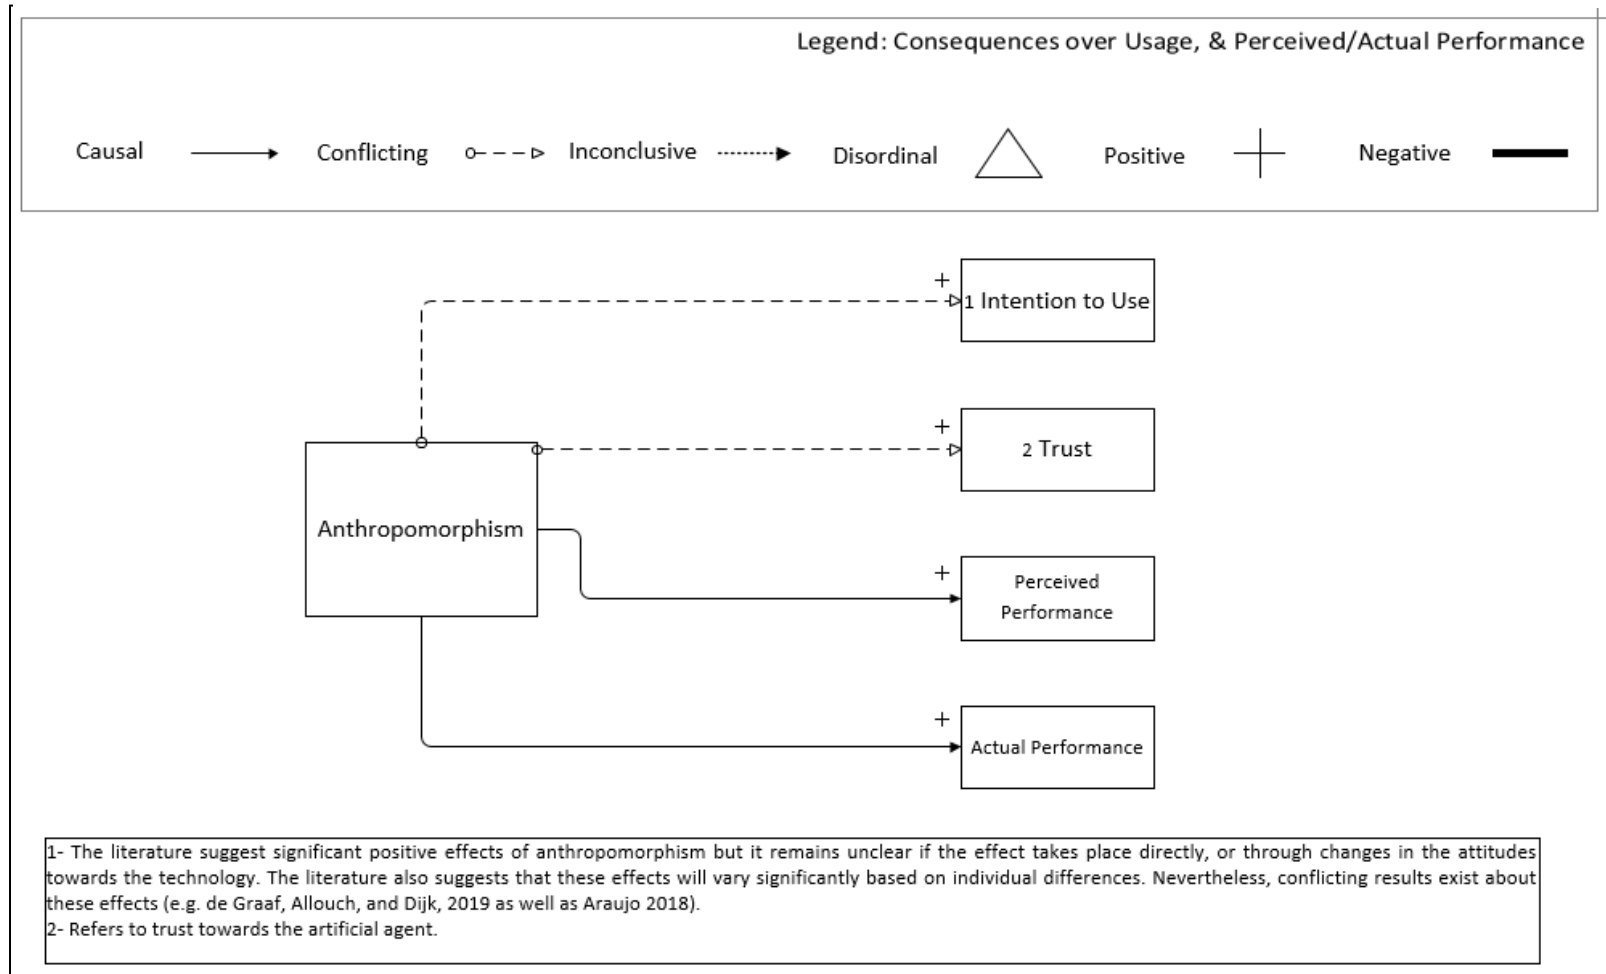 Legend: Consequences over Usage, & Perceived/Actual Performance
Causal Conflicting Inconclusive Disordinal Positive Negative
+
1 Intention to Use
+
2 Trust
Anthropomorphism
+
Perceived
Performance
+
Actual Performance
1- The literature suggest significant positive effects of anthropomorphism but it remains unclear if the effect takes place directly, or through changes in the attitudes
towards the technology. The literature also suggests that these effects will vary significantly based on individual differences. Nevertheless, conflicting results exist about
these effects (e.g. de Graaf, Allouch, and Dijk, 2019 as well as Araujo 2018).
2- Refers to trust towards the artificial agent.